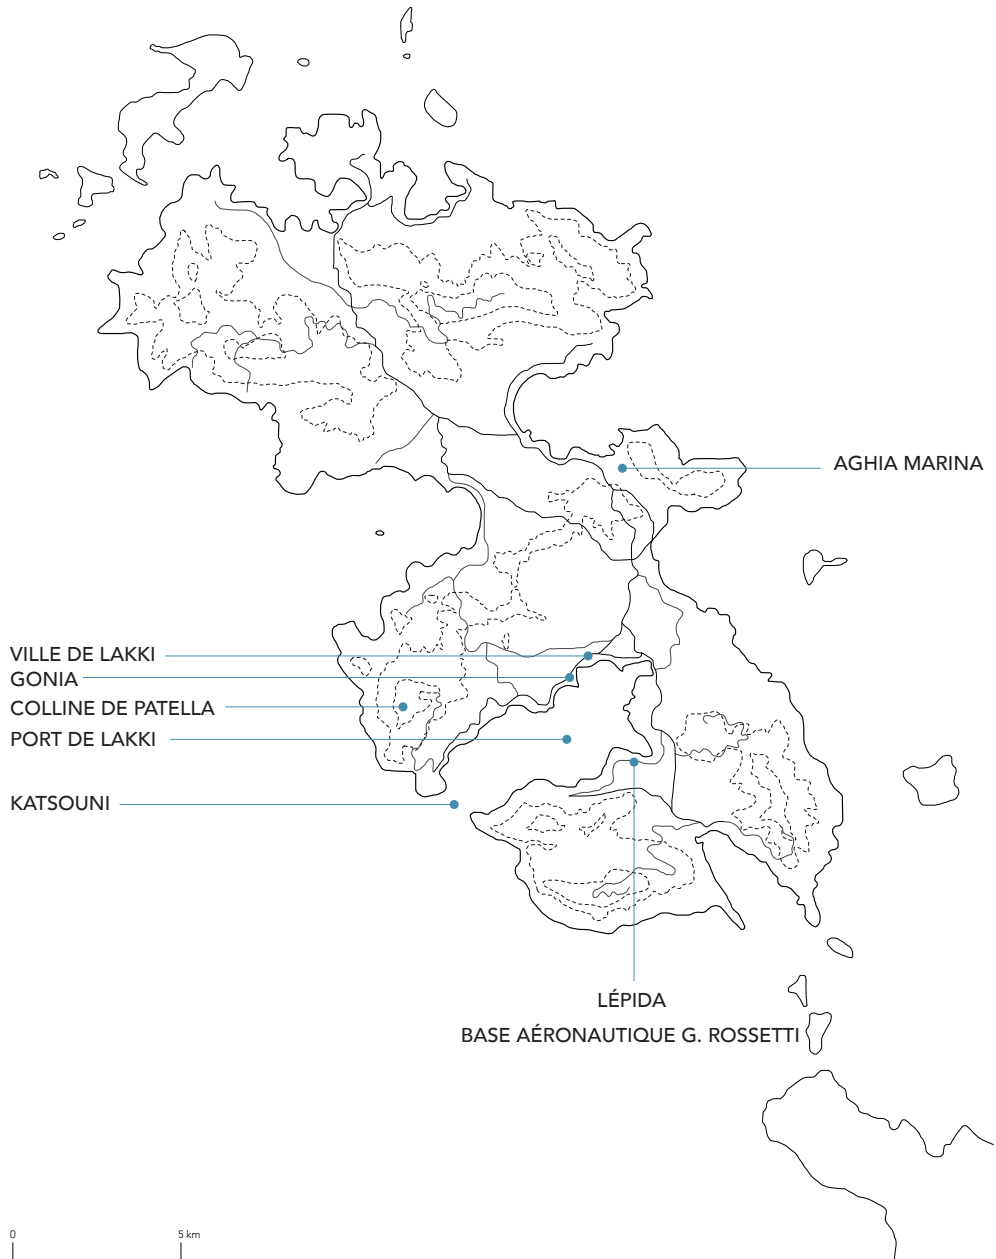 AGHIA MARINA
VILLE DE LAKKI
GONIA
COLLINE DE PATELLA
PORT DE LAKKI
KATSOUNI
LÉPIDA
BASE AÉRONAUTIQUE G. ROSSETTI
0 5 km